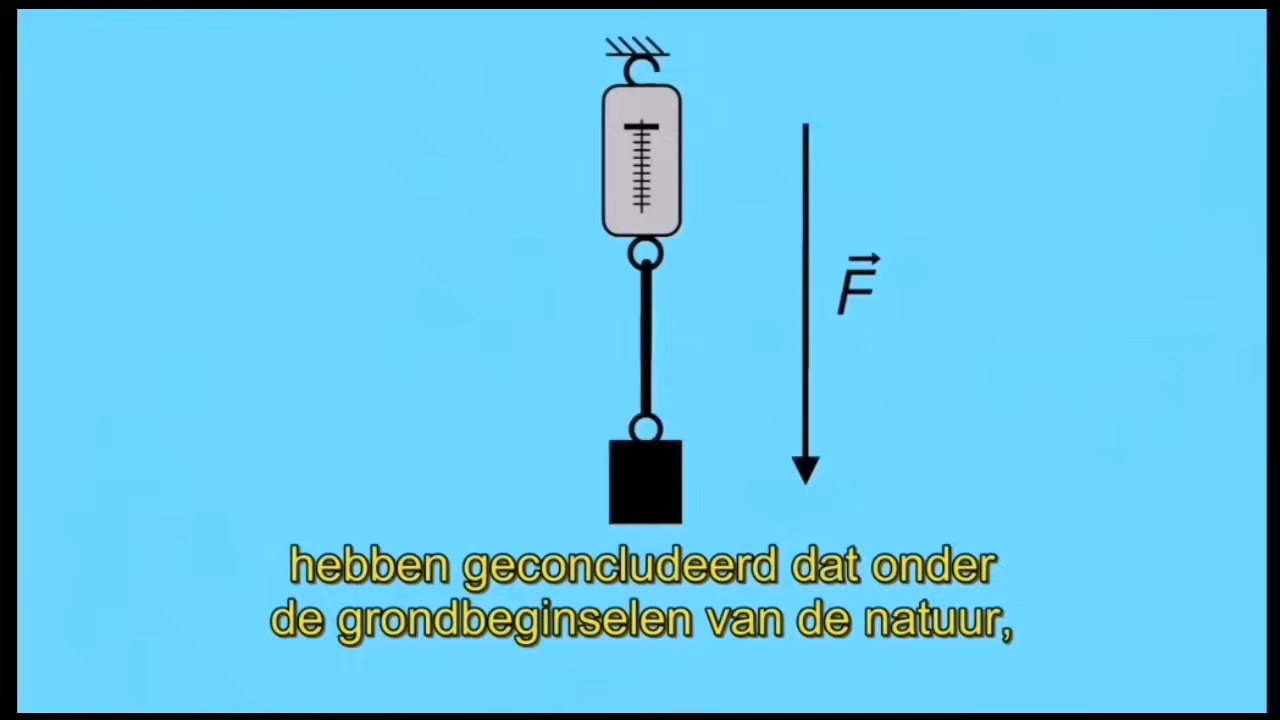 F
hebben geconcludeerd dat onder
de grondbeginselen van de natuur,